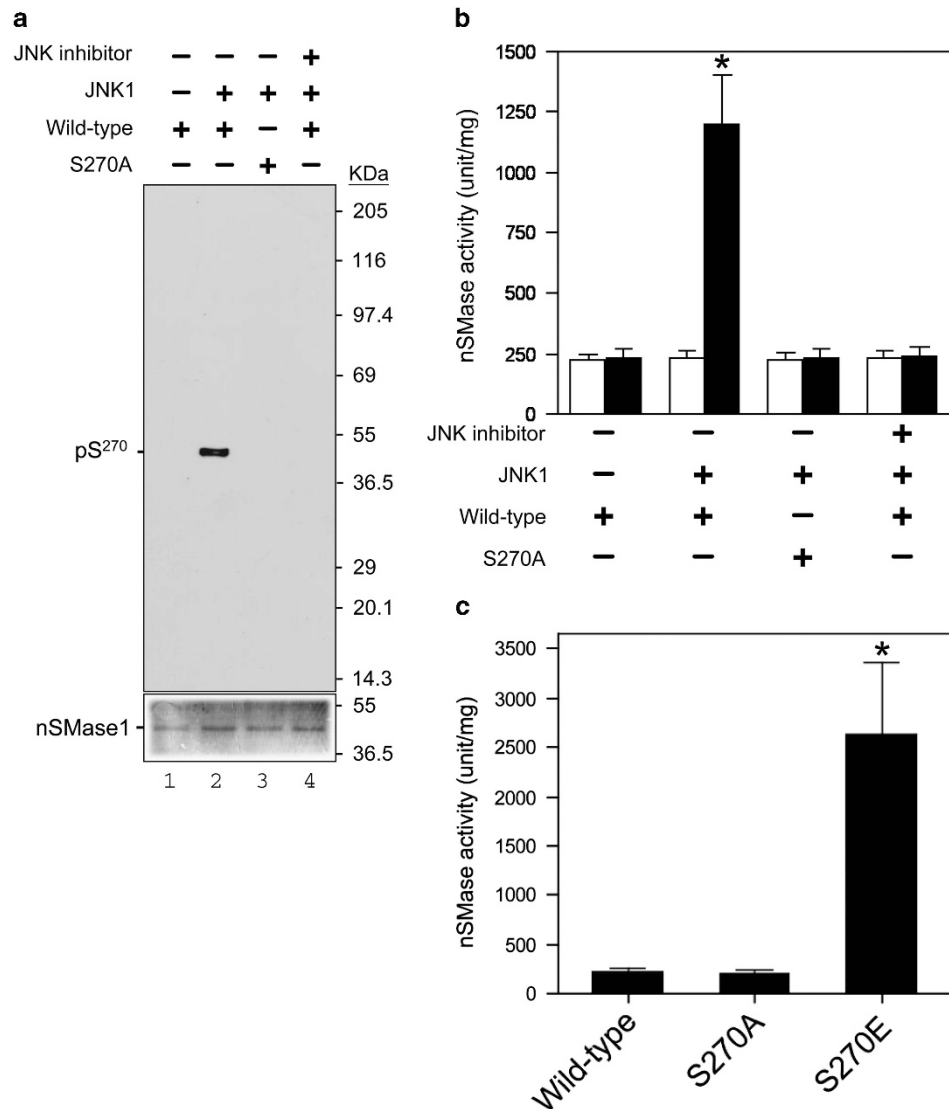 a
JNK inhibitor − − − +
JNK1 − + + +
Wild-type + + − +
S270A − − + −
KDa
205
116
97.4
69
55
pS²⁷⁰
36.5
29
20.1
14.3
55
nSMase1
36.5
1 2 3 4
b
nSMase activity (unit/mg)
1500
1250
1000
750
500
250
0
*
JNK inhibitor − − − +
JNK1 − + + +
Wild-type + + − +
S270A − − + −
c
nSMase activity (unit/mg)
3500
3000
2500
2000
1500
1000
500
0
*
Wild-type
S270A
S270E